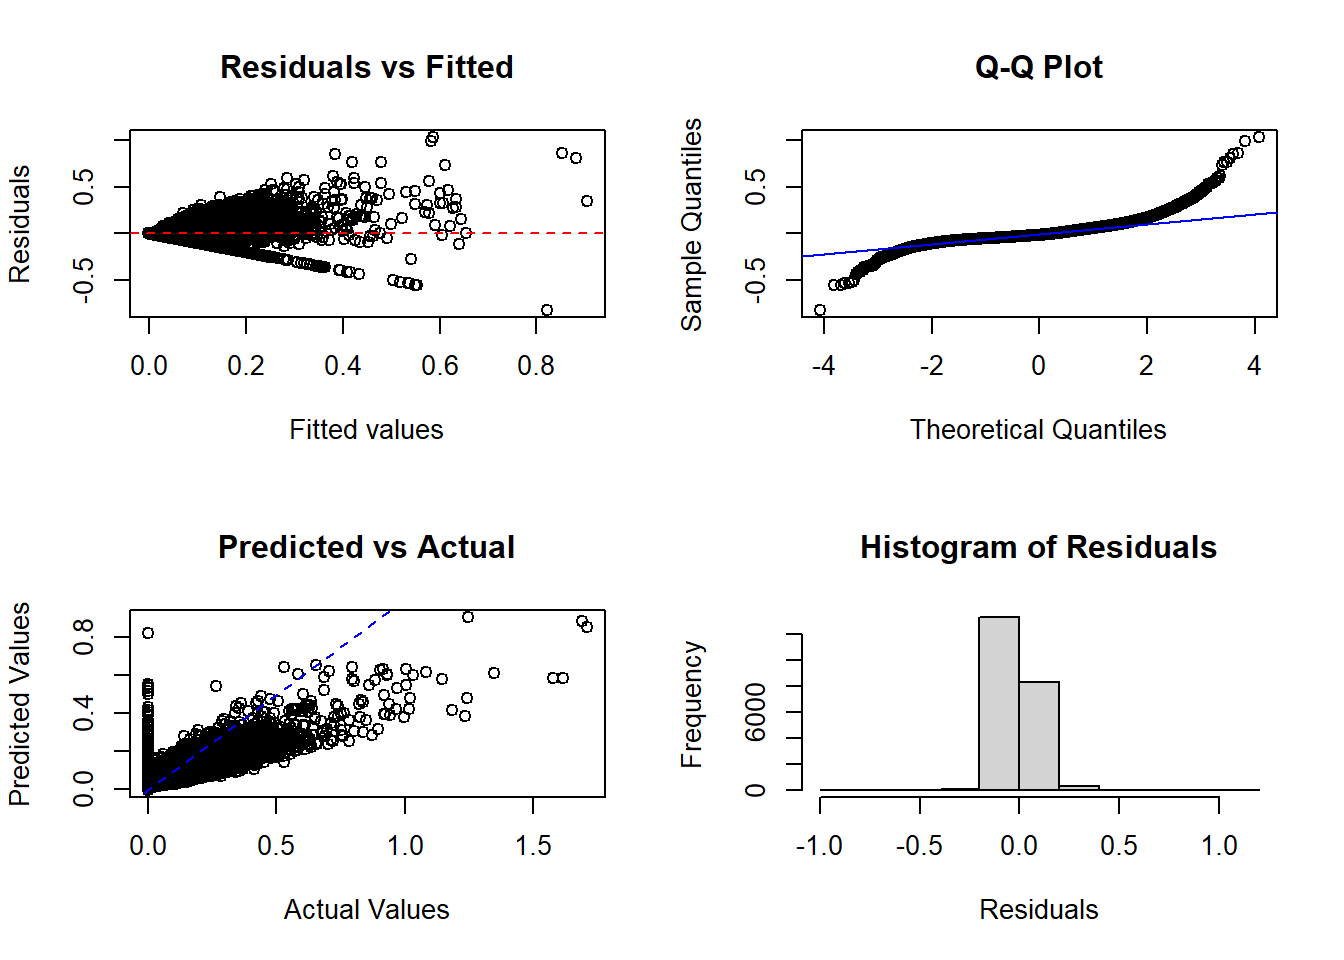 Residuals vs Fitted
Residuals
0.5
-0.5
0.0 0.2 0.4 0.6 0.8
Fitted values
Q-Q Plot
Sample Quantiles
0.5
-0.5
-4 -2 0 2 4
Theoretical Quantiles
Predicted vs Actual
Predicted Values
0.8
0.4
0.0
0.0 0.5 1.0 1.5
Actual Values
Histogram of Residuals
Frequency
6000
0
-1.0 -0.5 0.0 0.5 1.0
Residuals